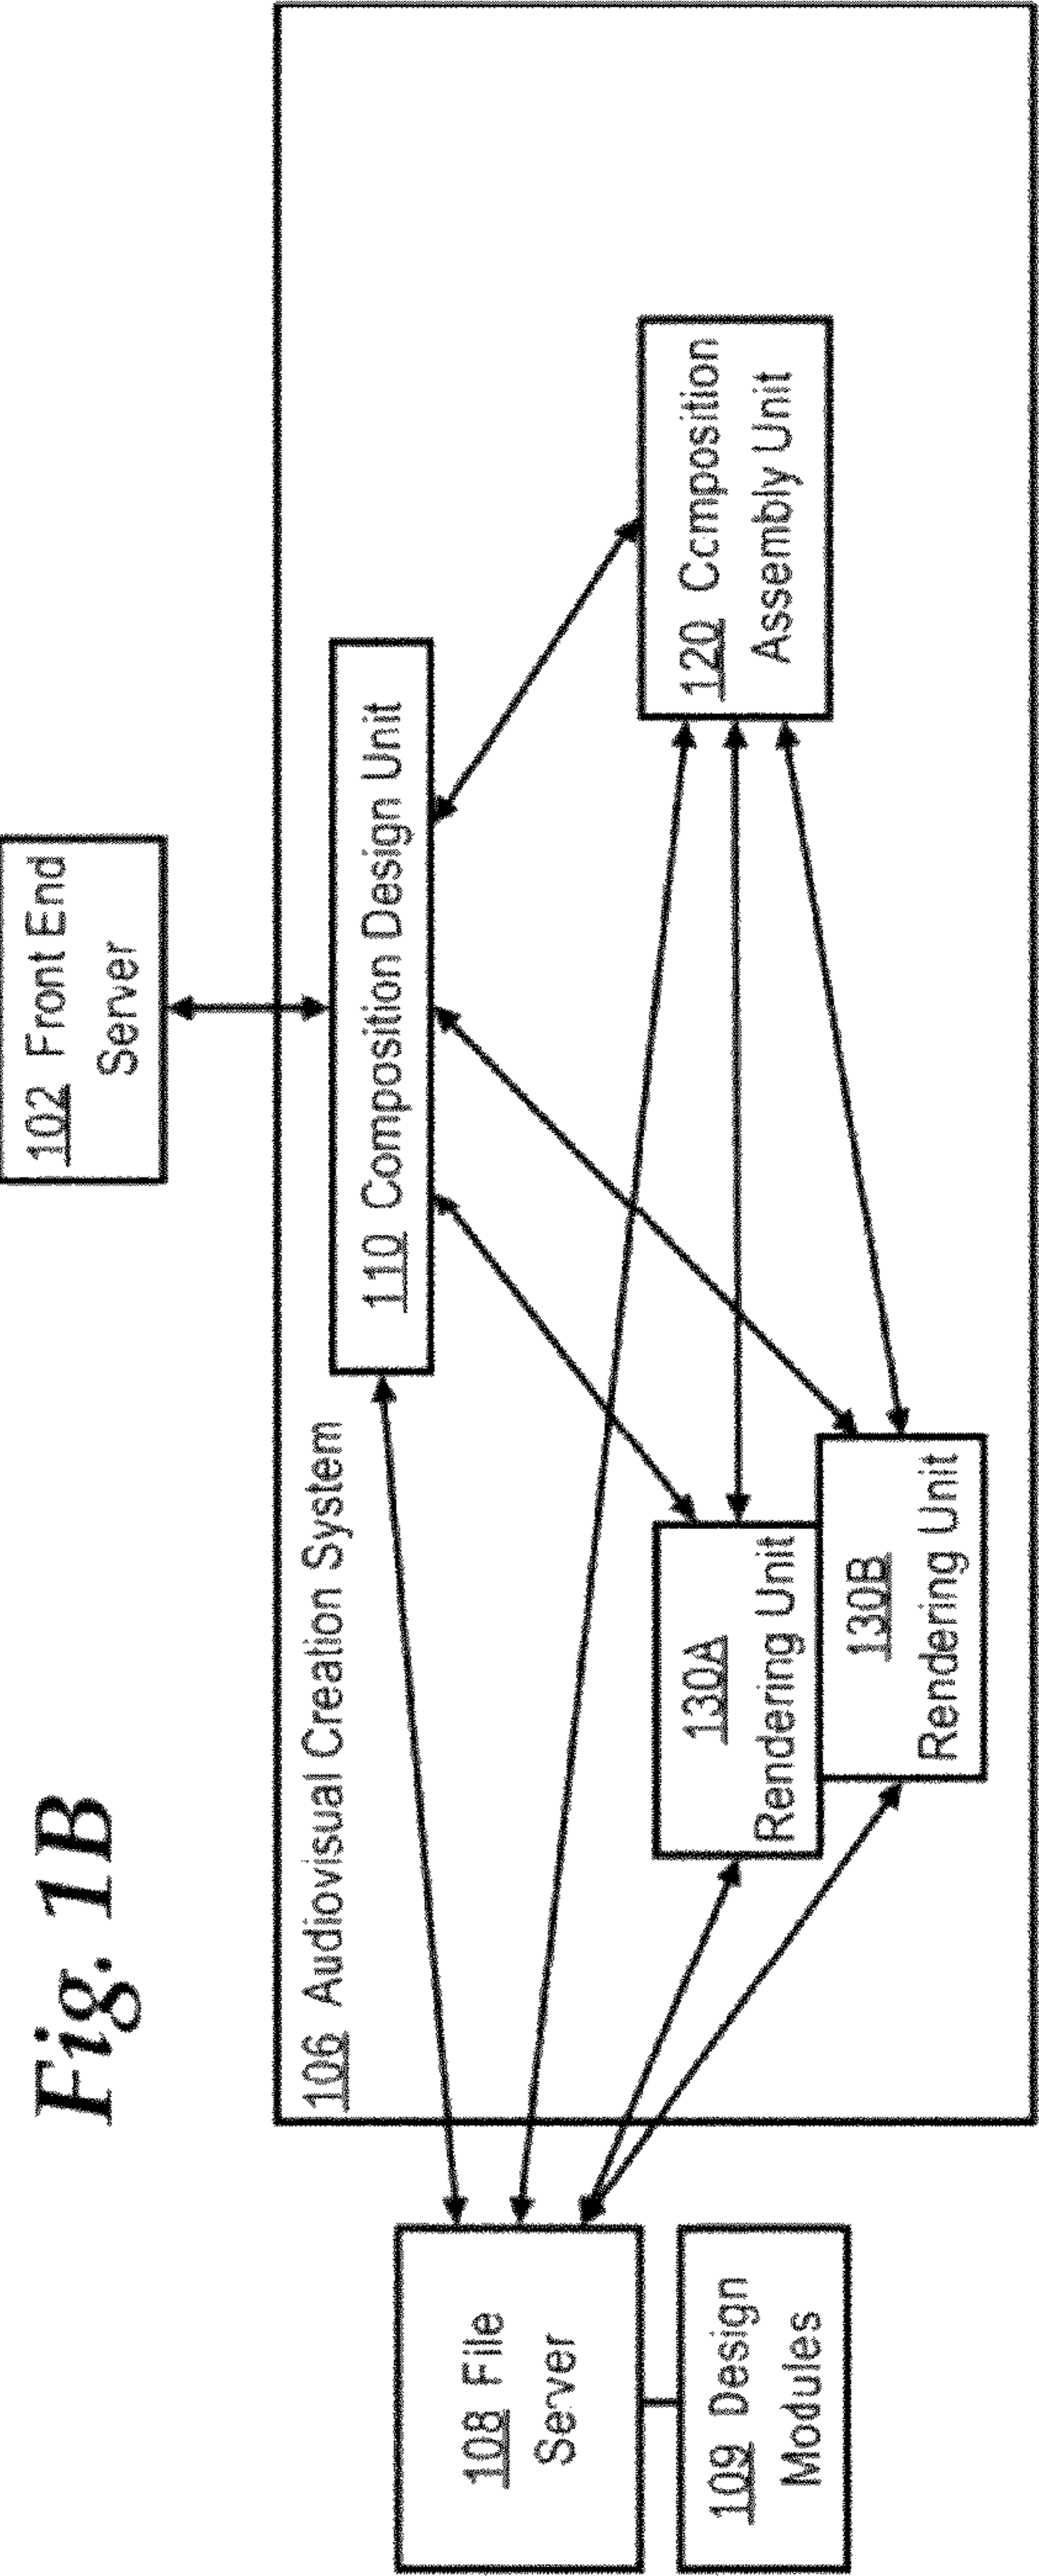 Fig. 1B
102 Front End
Server
106 Audiovisual Creation System
110 Composition Design Unit
108 File
Server
109 Design
Modules
130A
Rendering Unit
130B
Rendering Unit
120 Composition
Assembly Unit